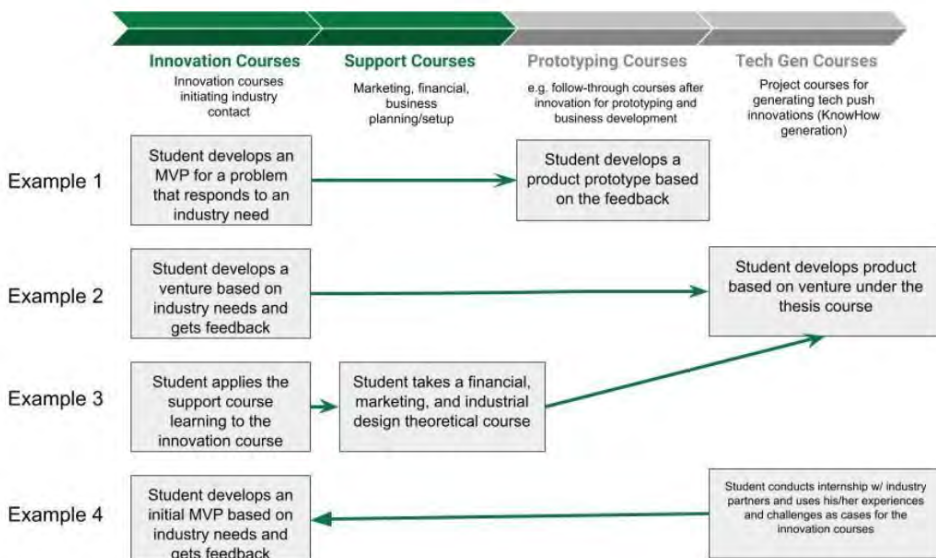 Innovation Courses
Innovation courses
initiating industry
contact
Support Courses
Marketing, financial,
business
planning/setup
Prototyping Courses
e.g. follow-through courses after
innovation for prototyping and
business development
Tech Gen Courses
Project courses for
generating tech push
innovations (KnowHow
generation)
Example 1
Student develops an
MVP for a problem
that responds to an
industry need
Student develops a
product prototype based
on the feedback
Example 2
Student develops a
venture based on
industry needs and
gets feedback
Student develops product
based on venture under the
thesis course
Example 3
Student applies the
support course
learning to the
innovation course
Student takes a financial,
marketing, and industrial
design theoretical course
Example 4
Student develops an
initial MVP based on
industry needs and
gets feedback
Student conducts internship w/ industry
partners and uses his/her experiences
and challenges as cases for the
innovation courses